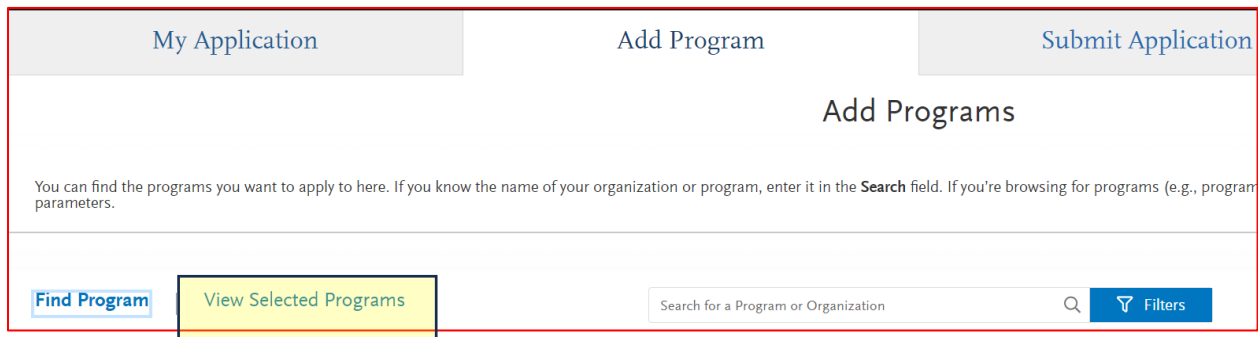 My Application
Add Program
Submit Application
Add Programs
You can find the programs you want to apply to here. If you know the name of your organization or program, enter it in the Search field. If you're browsing for programs (e.g., program
parameters.
Find Program
View Selected Programs
Search for a Program or Organization
Filters